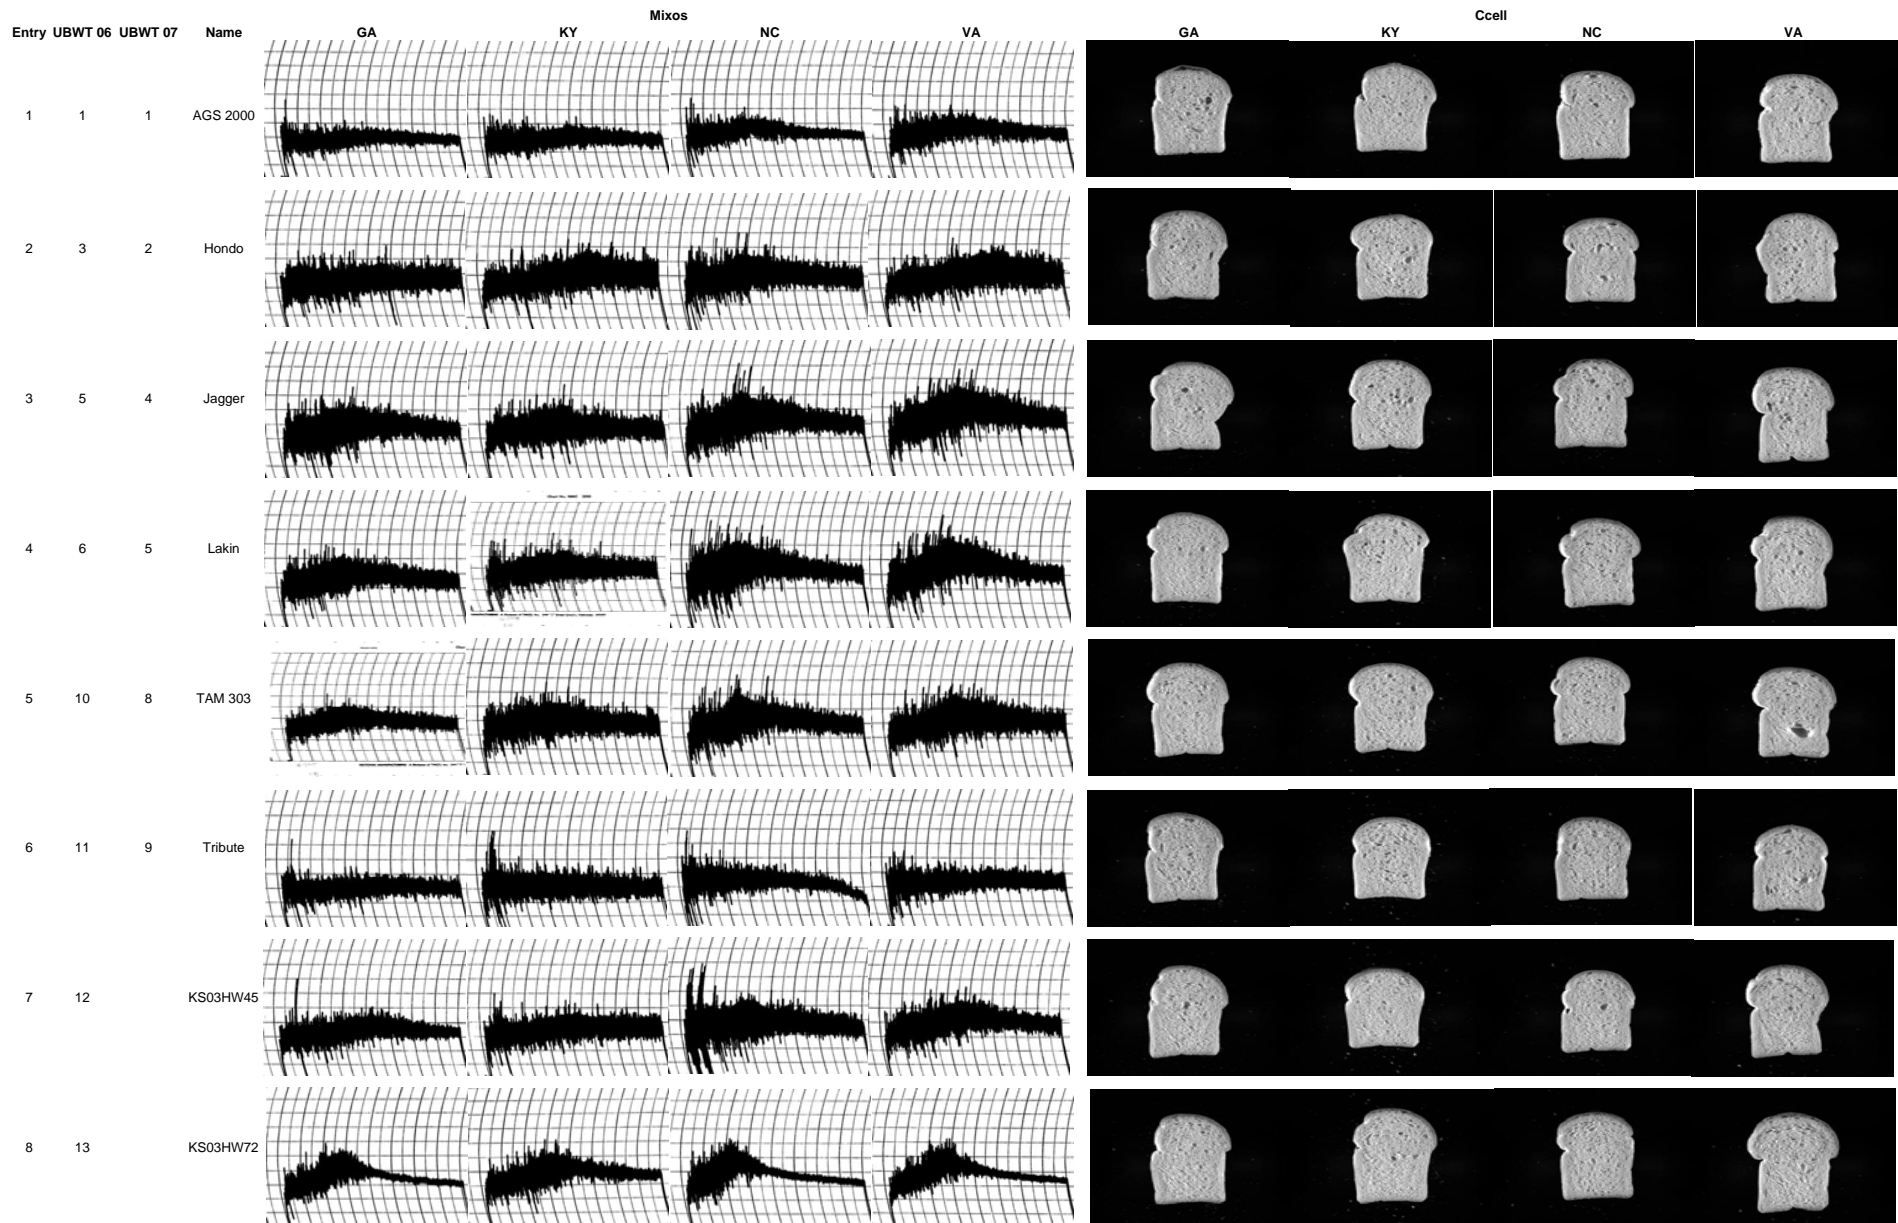 Mixos Ccell
Entry UBWT 06 UBWT 07 Name GA KY NC VA GA KY NC VA
1 1 1 AGS 2000
2 3 2 Hondo
3 5 4 Jagger
4 6 5 Lakin
5 10 8 TAM 303
6 11 9 Tribute
7 12 KS03HW45
8 13 KS03HW72